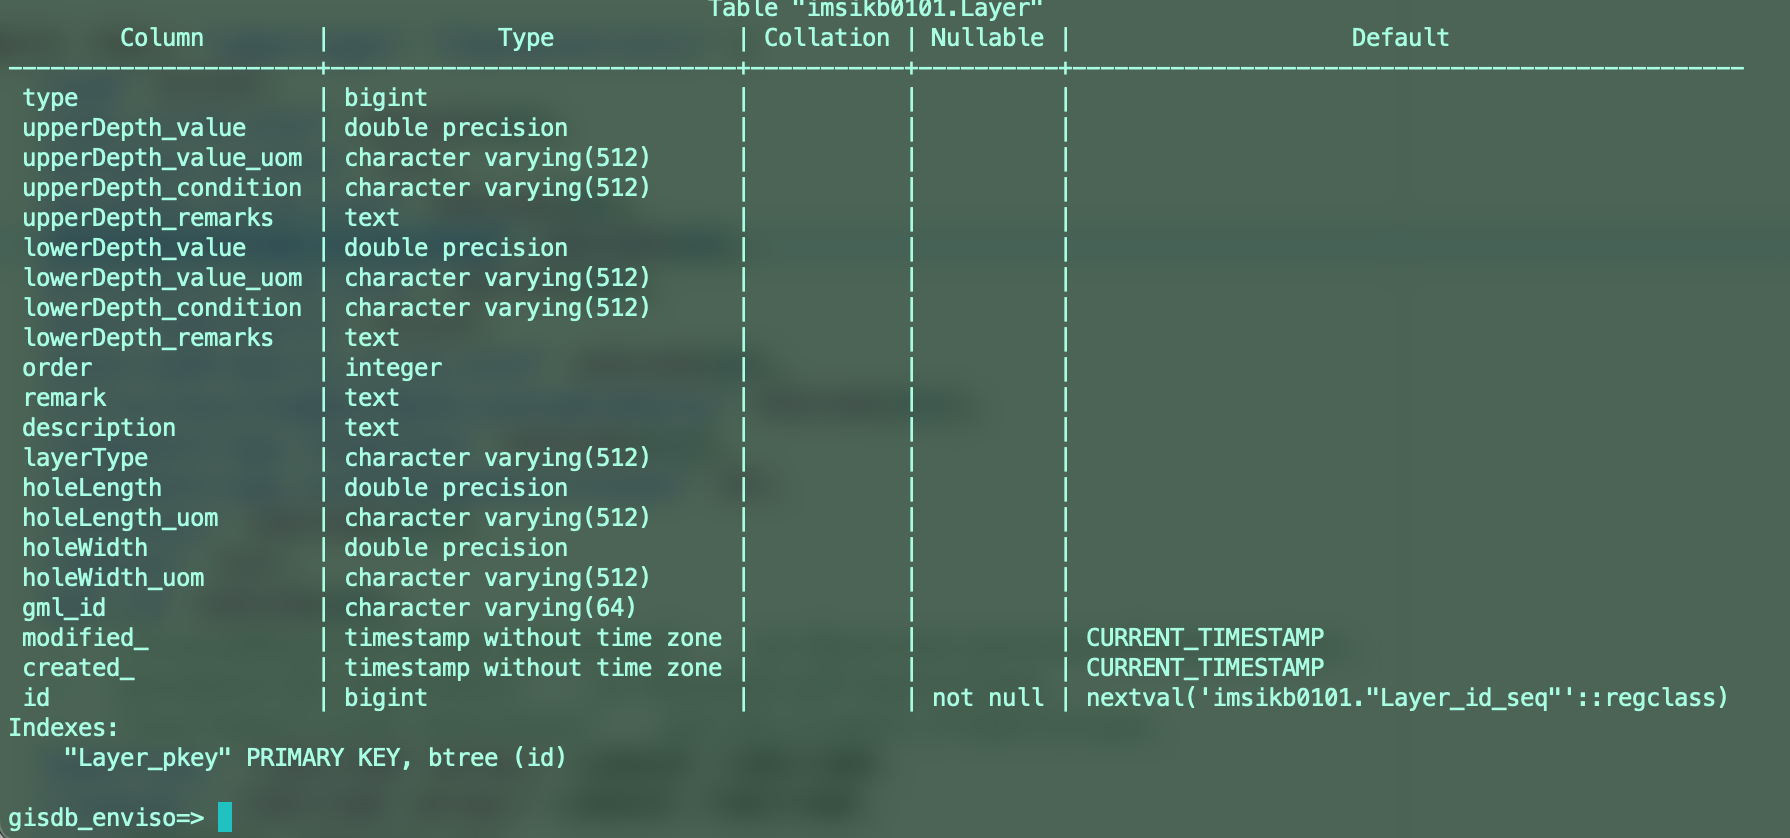 Table "imsikb0101.Layer"
Column | Type | Collation | Nullable | Default
type | bigint | | |
upperDepth_value | double precision | | |
upperDepth_value_uom | character varying(512) | | |
upperDepth_condition | character varying(512) | | |
upperDepth_remarks | text | | |
lowerDepth_value | double precision | | |
lowerDepth_value_uom | character varying(512) | | |
lowerDepth_condition | character varying(512) | | |
lowerDepth_remarks | text | | |
order | integer | | |
remark | text | | |
description | text | | |
layerType | character varying(512) | | |
holeLength | double precision | | |
holeLength_uom | character varying(512) | | |
holeWidth | double precision | | |
holeWidth_uom | character varying(512) | | |
gml_id | character varying(64) | | |
modified_ | timestamp without time zone | | | CURRENT_TIMESTAMP
created_ | timestamp without time zone | | | CURRENT_TIMESTAMP
id | bigint | | not null | nextval('imsikb0101."Layer_id_seq"'::regclass)
Indexes:
"Layer_pkey" PRIMARY KEY, btree (id)
gisdb_enviso=>